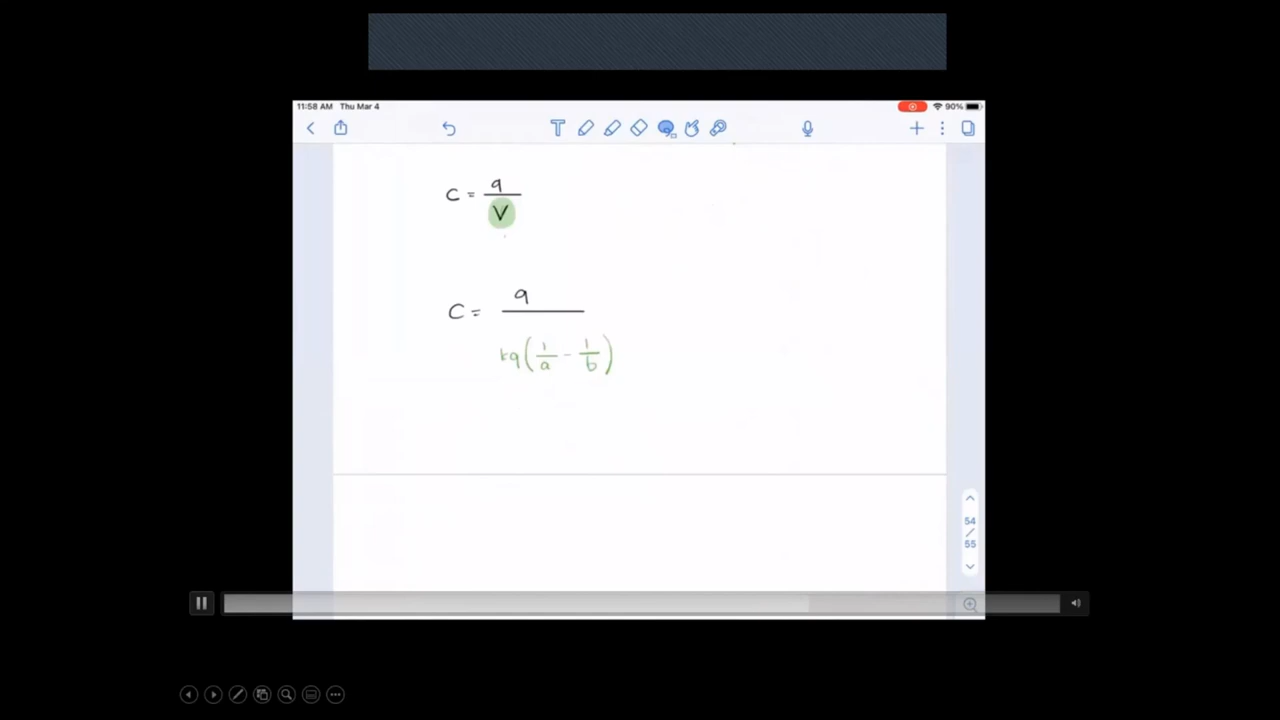 11:58 AM Thu Mar 4
90%
T
C = q / V
C = q / kq(1/a - 1/b)
54
/
55